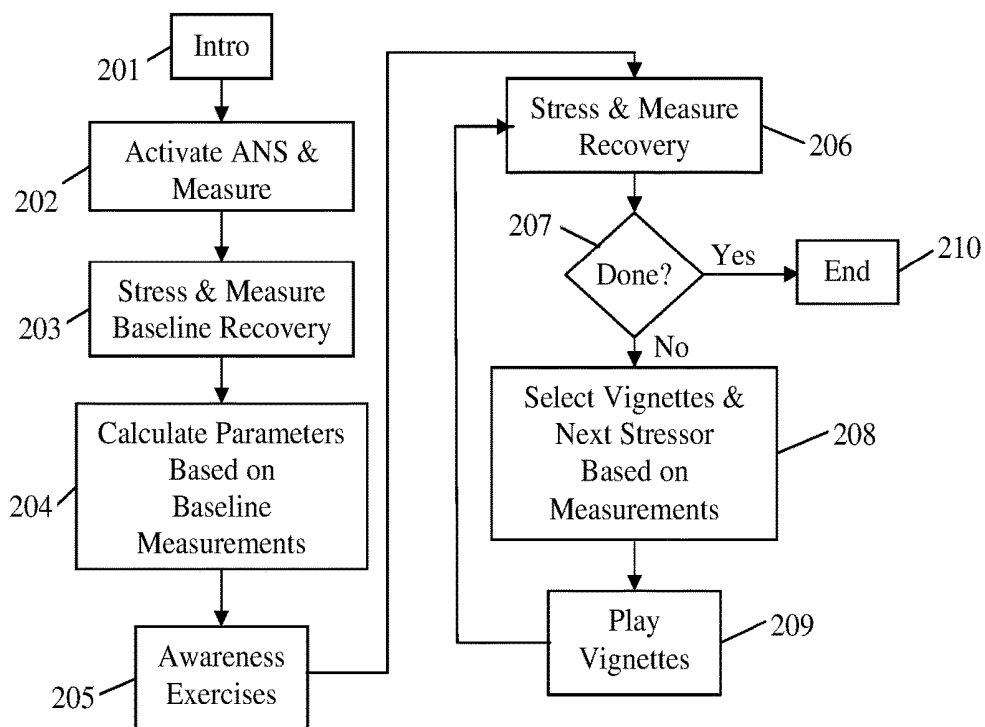 Intro
201
Activate ANS &
Measure
202
Stress & Measure
Baseline Recovery
203
Calculate Parameters
Based on
Baseline
Measurements
204
Awareness
Exercises
205
Stress & Measure
Recovery
206
207
Done?
Yes
End
210
No
Select Vignettes &
Next Stressor
Based on
Measurements
208
Play
Vignettes
209